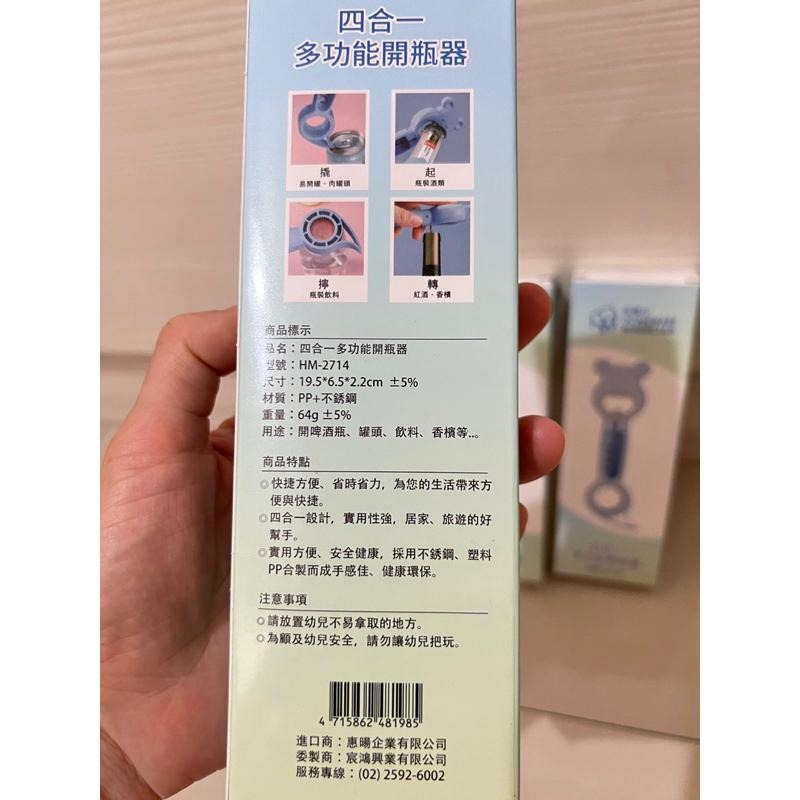 四合一
多功能開瓶器
撬
易開罐、肉罐頭
起
瓶裝酒類
擰
瓶裝飲料
轉
紅酒、香檳
商品標示
品名：四合一多功能開瓶器
型號：HM-2714
尺寸：19.5*6.5*2.2cm ±5%
材質：PP+不銹鋼
重量：64g ±5%
用途：開啤酒瓶、罐頭、飲料、香檳等..。
商品特點
◎快捷方便、省時省力，為您的生活帶來方
便與快捷。
◎四合一設計，實用性強，居家、旅遊的好
幫手。
◎實用方便、安全健康，採用不銹鋼、塑料
PP合製而成手感佳、健康環保。
注意事項
◎請放置幼兒不易拿取的地方。
◎為顧及幼兒安全，請勿讓幼兒把玩。
4 715862 481985
進口商：惠暘企業有限公司
委製商：宸鴻興業有限公司
服務專線：(02) 2592-6002